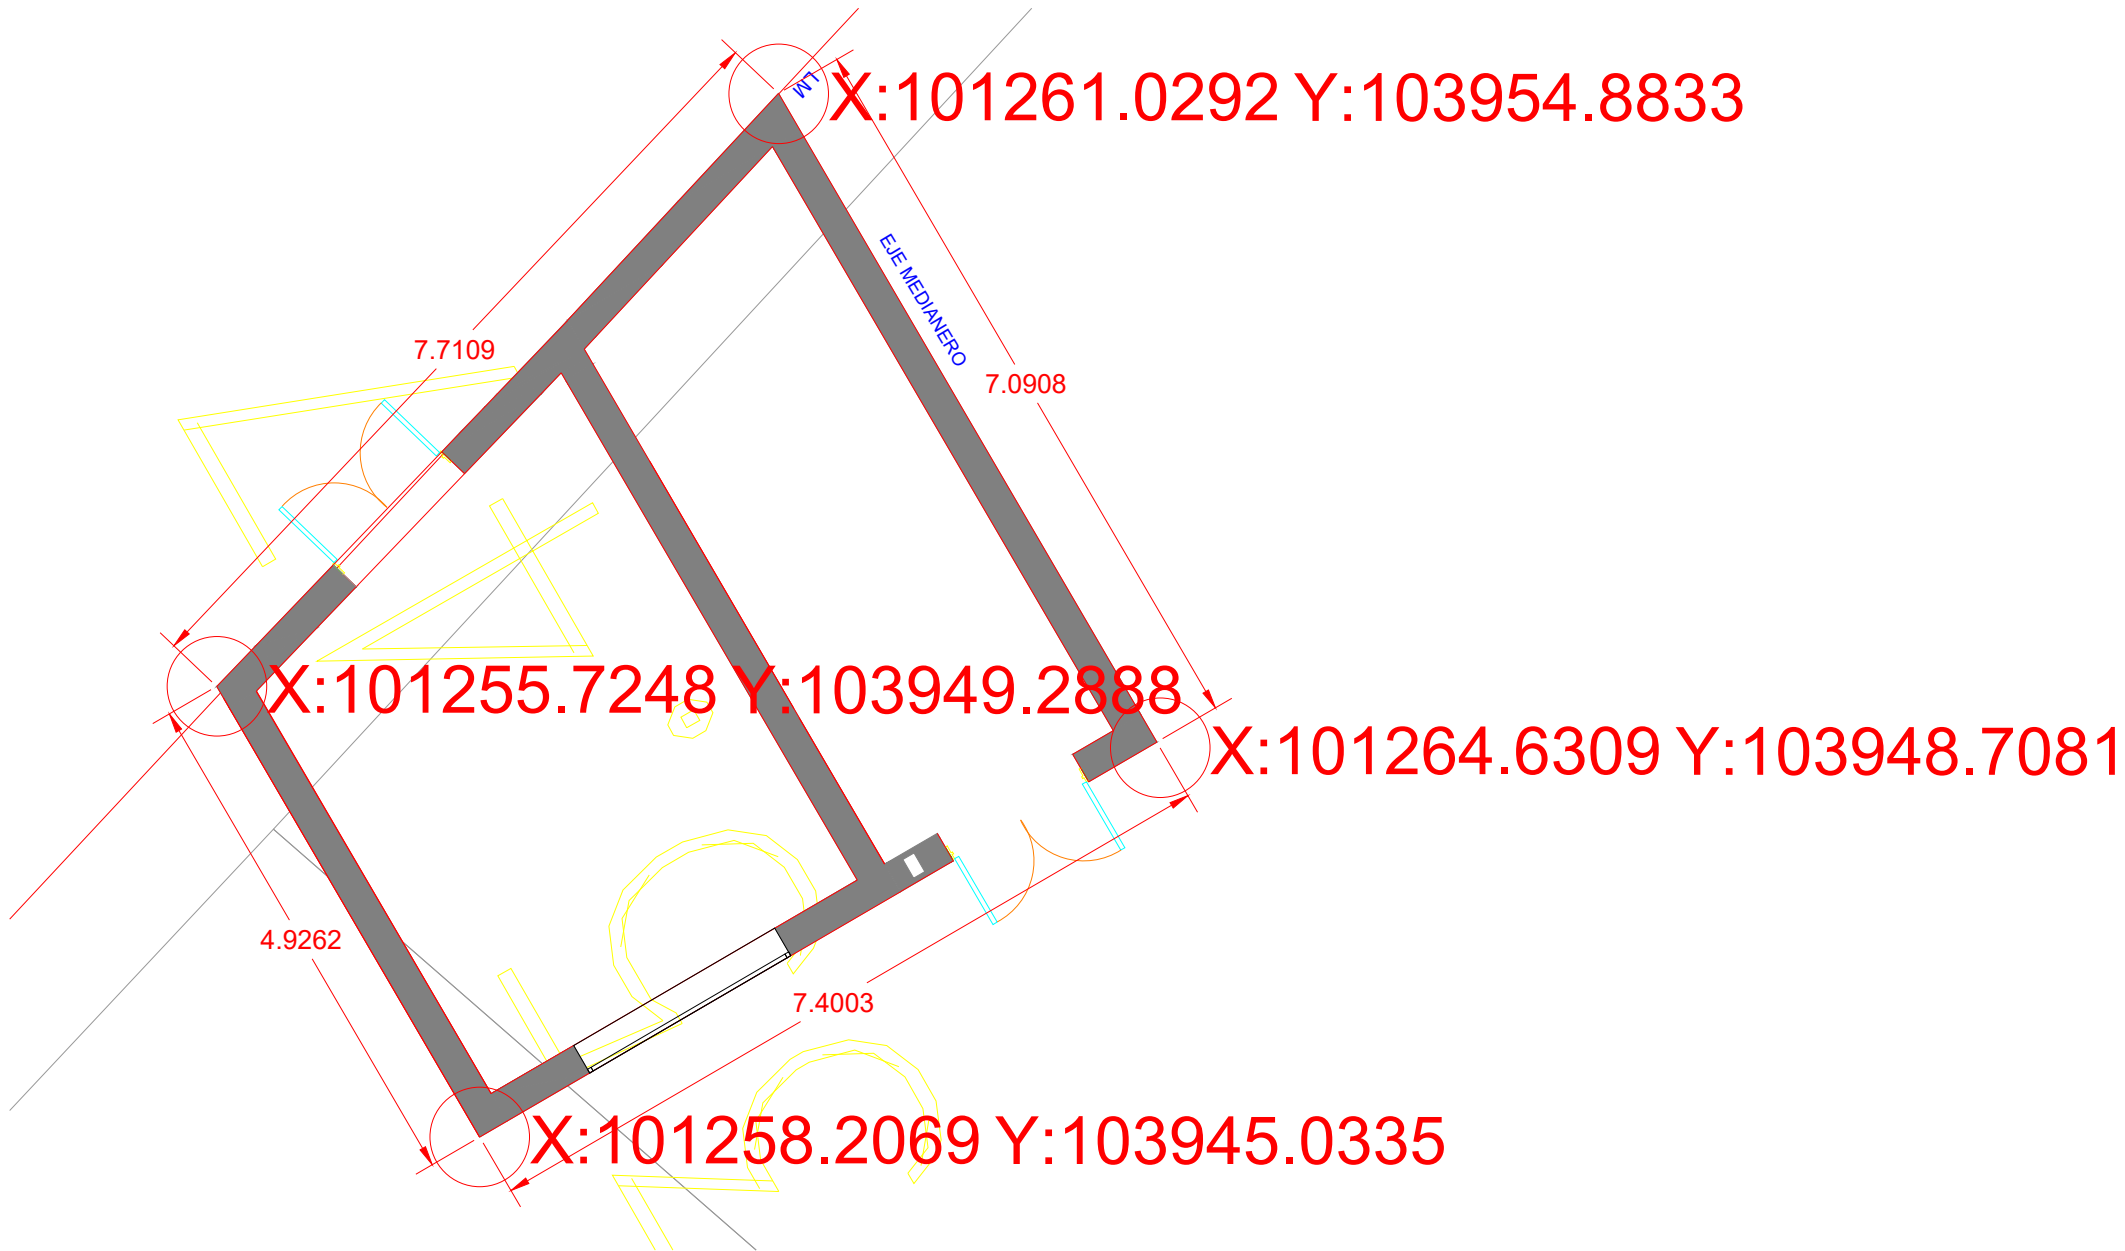 LM
X:101261.0292 Y:103954.8833
EJE MEDIANERO
7.7109
7.0908
X:101255.7248 Y:103949.2888
X:101264.6309 Y:103948.7081
4.9262
7.4003
X:101258.2069 Y:103945.0335